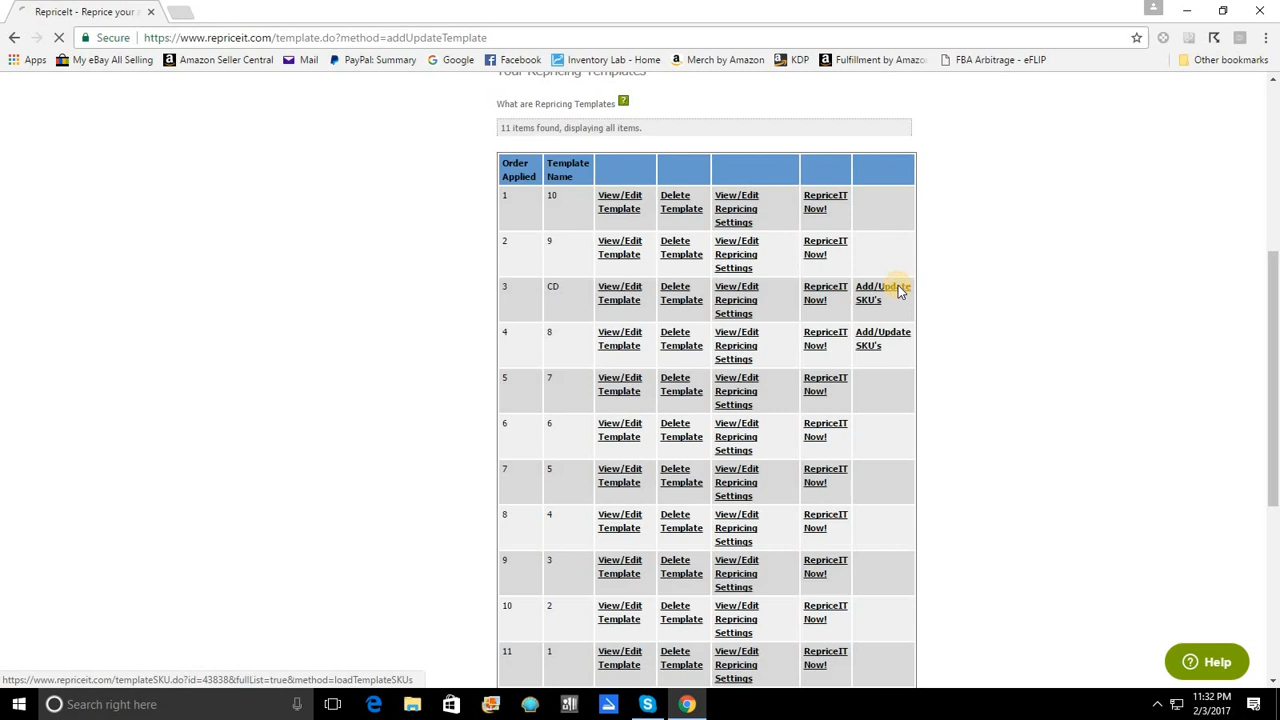 RepriceIt - Reprice your
Secure https://www.repriceit.com/template.do?method=addUpdateTemplate
Apps My eBay All Selling Amazon Seller Central Mail PayPal: Summary Google Facebook Inventory Lab - Home Merch by Amazon KDP Fulfillment by Amazo FBA Arbitrage - eFLIP Other bookmarks
Your Repricing Templates
What are Repricing Templates ?
11 items found, displaying all items.
Order Template
Applied Name
1 10 View/Edit Delete View/Edit RepriceIT
Template Template Repricing Now!
Settings
2 9 View/Edit Delete View/Edit RepriceIT
Template Template Repricing Now!
Settings
3 CD View/Edit Delete View/Edit RepriceIT Add/Update
Template Template Repricing Now! SKU's
Settings
4 8 View/Edit Delete View/Edit RepriceIT Add/Update
Template Template Repricing Now! SKU's
Settings
5 7 View/Edit Delete View/Edit RepriceIT
Template Template Repricing Now!
Settings
6 6 View/Edit Delete View/Edit RepriceIT
Template Template Repricing Now!
Settings
7 5 View/Edit Delete View/Edit RepriceIT
Template Template Repricing Now!
Settings
8 4 View/Edit Delete View/Edit RepriceIT
Template Template Repricing Now!
Settings
9 3 View/Edit Delete View/Edit RepriceIT
Template Template Repricing Now!
Settings
10 2 View/Edit Delete View/Edit RepriceIT
Template Template Repricing Now!
Settings
11 1 View/Edit Delete View/Edit RepriceIT
Template Template Repricing Now!
Settings
? Help
https://www.repriceit.com/templateSKU.do?id=43838&fullList=true&method=loadTemplateSKUs
Search right here
11:32 PM
2/3/2017